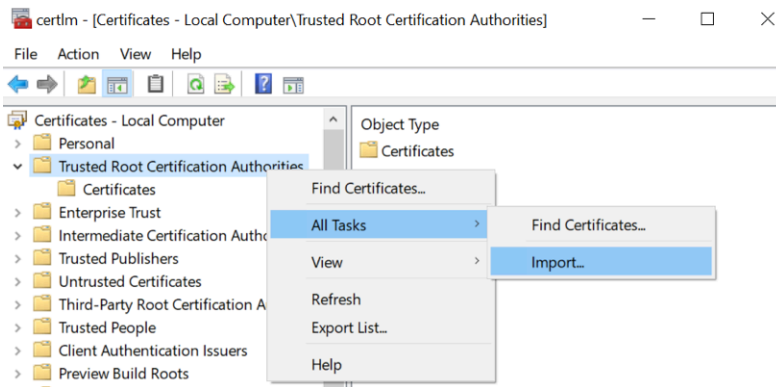 certlm - [Certificates - Local Computer\Trusted Root Certification Authorities]
File Action View Help
Certificates - Local Computer
Personal
Trusted Root Certification Authorities
Certificates
Enterprise Trust
Intermediate Certification Autho
Trusted Publishers
Untrusted Certificates
Third-Party Root Certification A
Trusted People
Client Authentication Issuers
Preview Build Roots
Object Type
Certificates
Find Certificates...
All Tasks
View
Refresh
Export List...
Help
Find Certificates...
Import...